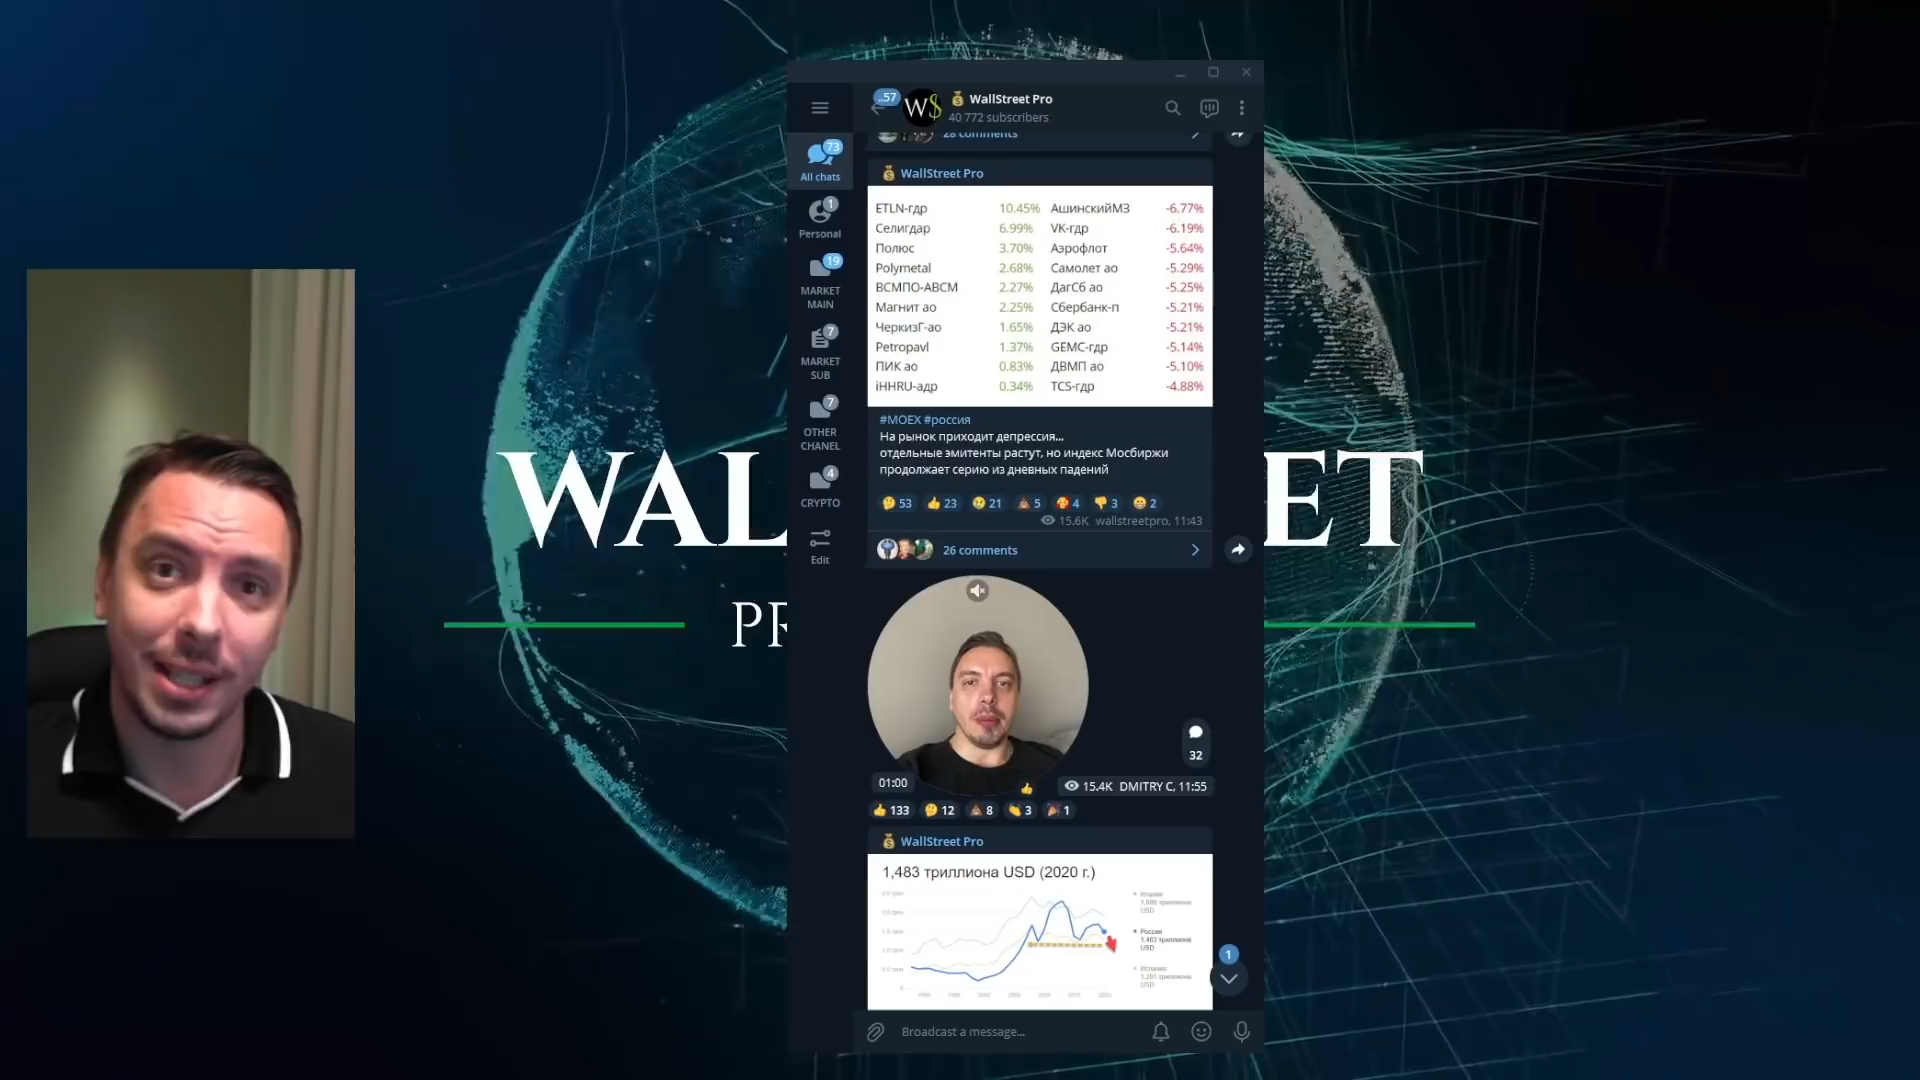 WAL
ET
PR
..57
W$
WallStreet Pro
40 772 subscribers
28 comments
73
All chats
1
Personal
19
MARKET
MAIN
7
MARKET
SUB
7
OTHER
CHANEL
4
CRYPTO
Edit
WallStreet Pro
ETLN-гдр 10.45% АшинскийМЗ -6.77%
Селигдар 6.99% VK-гдр -6.19%
Полюс 3.70% Аэрофлот -5.64%
Polymetal 2.68% Самолет ао -5.29%
ВСМПО-АВСМ 2.27% ДагСб ао -5.25%
Магнит ао 2.25% Сбербанк-п -5.21%
ЧеркизГ-ао 1.65% ДЭК ао -5.21%
Petropavl 1.37% GEMC-гдр -5.14%
ПИК ао 0.83% ДВМП ао -5.10%
iHHRU-адр 0.34% TCS-гдр -4.88%
#MOEX #россия
На рынок приходит депрессия...
отдельные эмитенты растут, но индекс Мосбиржи
продолжает серию из дневных падений
53 23 21 5 4 3 2
15.6K wallstreetpro, 11:43
26 comments
32
01:00
15.4K DMITRY C, 11:55
133 12 8 3 1
WallStreet Pro
1,483 триллиона USD (2020 г.)
Россия
1,483 триллиона
USD
1
Broadcast a message...